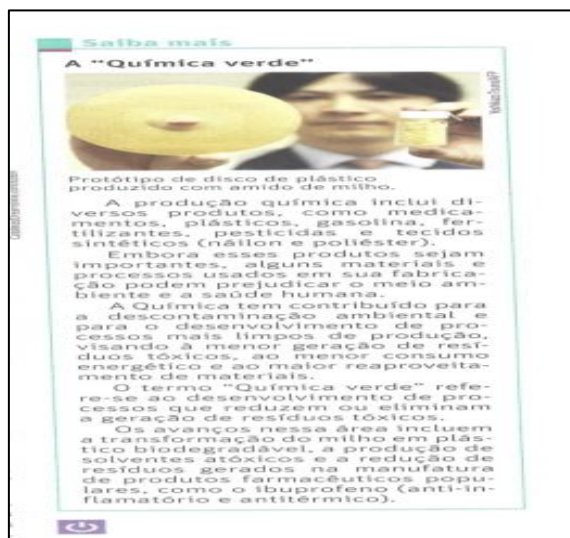 Saiba mais
A "Química verde"
Protótipo de disco de plástico
produzido com amido de milho.
A produção química inclui di-
versos produtos, como medica-
mentos, plásticos, gasolina, fer-
tilizantes, pesticidas e tecidos
sintéticos (náilon e poliéster).
Embora esses produtos sejam
importantes, alguns materiais e
processos usados em sua fabrica-
ção podem prejudicar o meio am-
biente e a saúde humana.
A Química tem contribuído para
a descontaminação ambiental e
para o desenvolvimento de pro-
cessos mais limpos de produção,
visando à menor geração de resí-
duos tóxicos, ao menor consumo
energético e ao maior reaproveita-
mento de materiais.
O termo "Química verde" refe-
re-se ao desenvolvimento de pro-
cessos que reduzem ou eliminam
a geração de resíduos tóxicos.
Os avanços nessa área incluem
a transformação do milho em plás-
tico biodegradável, a produção de
solventes atóxicos e a redução de
resíduos gerados na manufatura
de produtos farmacêuticos popu-
lares, como o ibuprofeno (anti-in-
flamatório e antitérmico).